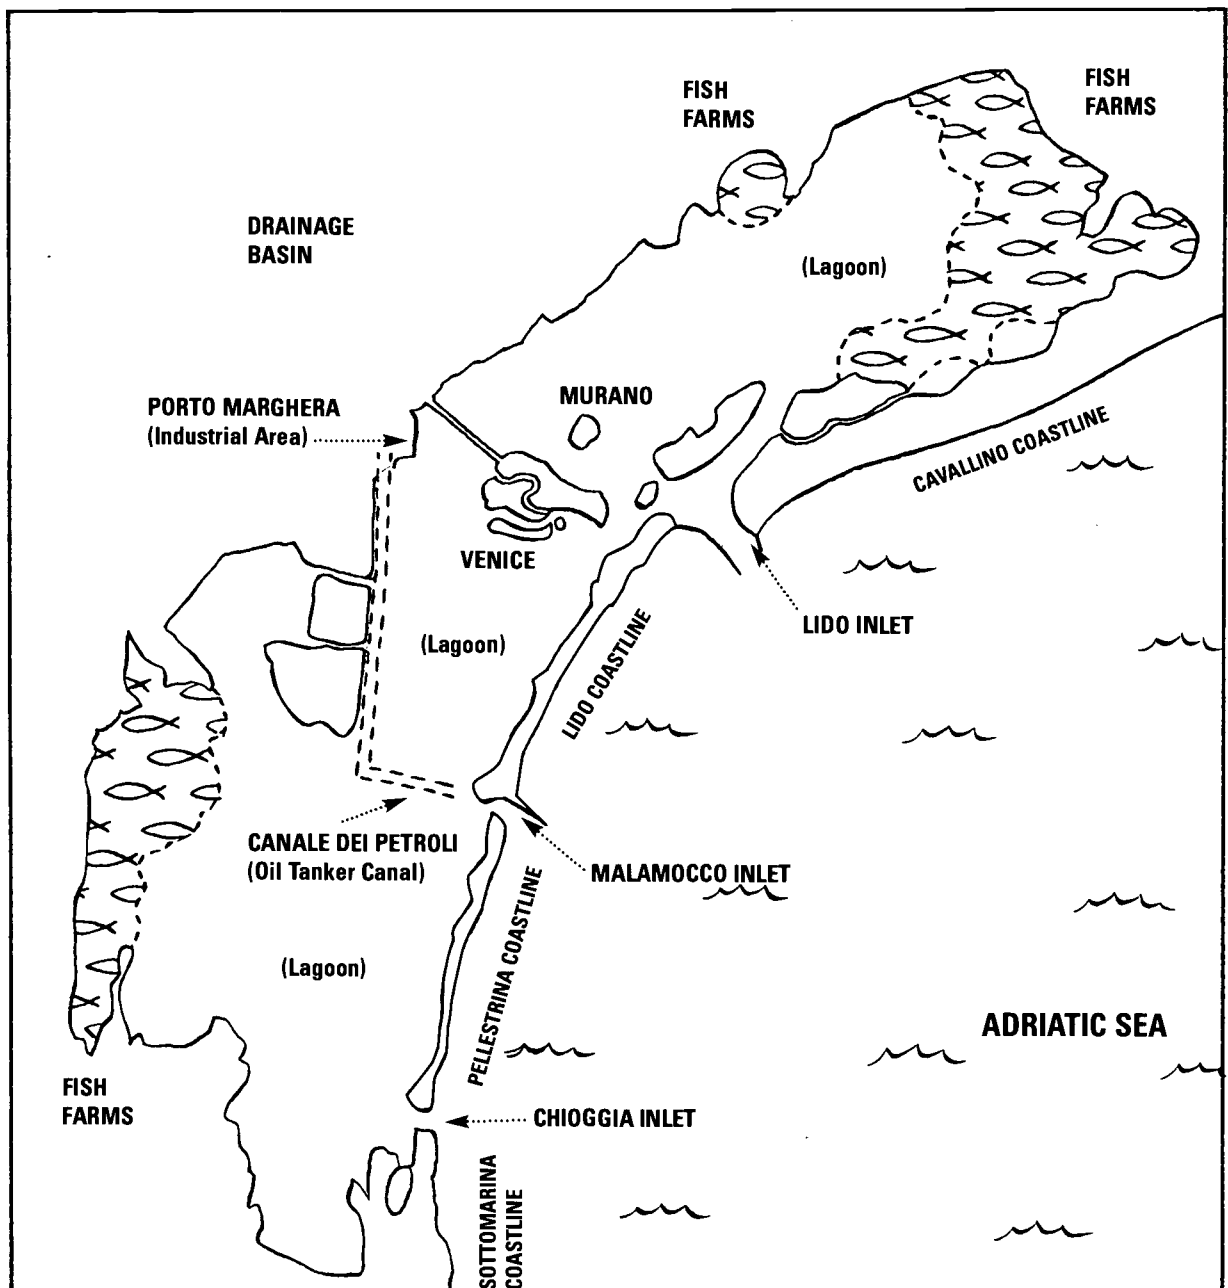 FISH
FARMS
FISH
FARMS
DRAINAGE
BASIN
(Lagoon)
PORTO MARGHERA
(Industrial Area)
MURANO
CAVALLINO COASTLINE
VENICE
LIDO INLET
(Lagoon)
LIDO COASTLINE
CANALE DEI PETROLI
(Oil Tanker Canal)
MALAMOCCO INLET
PELLESTRINA COASTLINE
(Lagoon)
ADRIATIC SEA
FISH
FARMS
CHIOGGIA INLET
SOTTOMARINA
COASTLINE